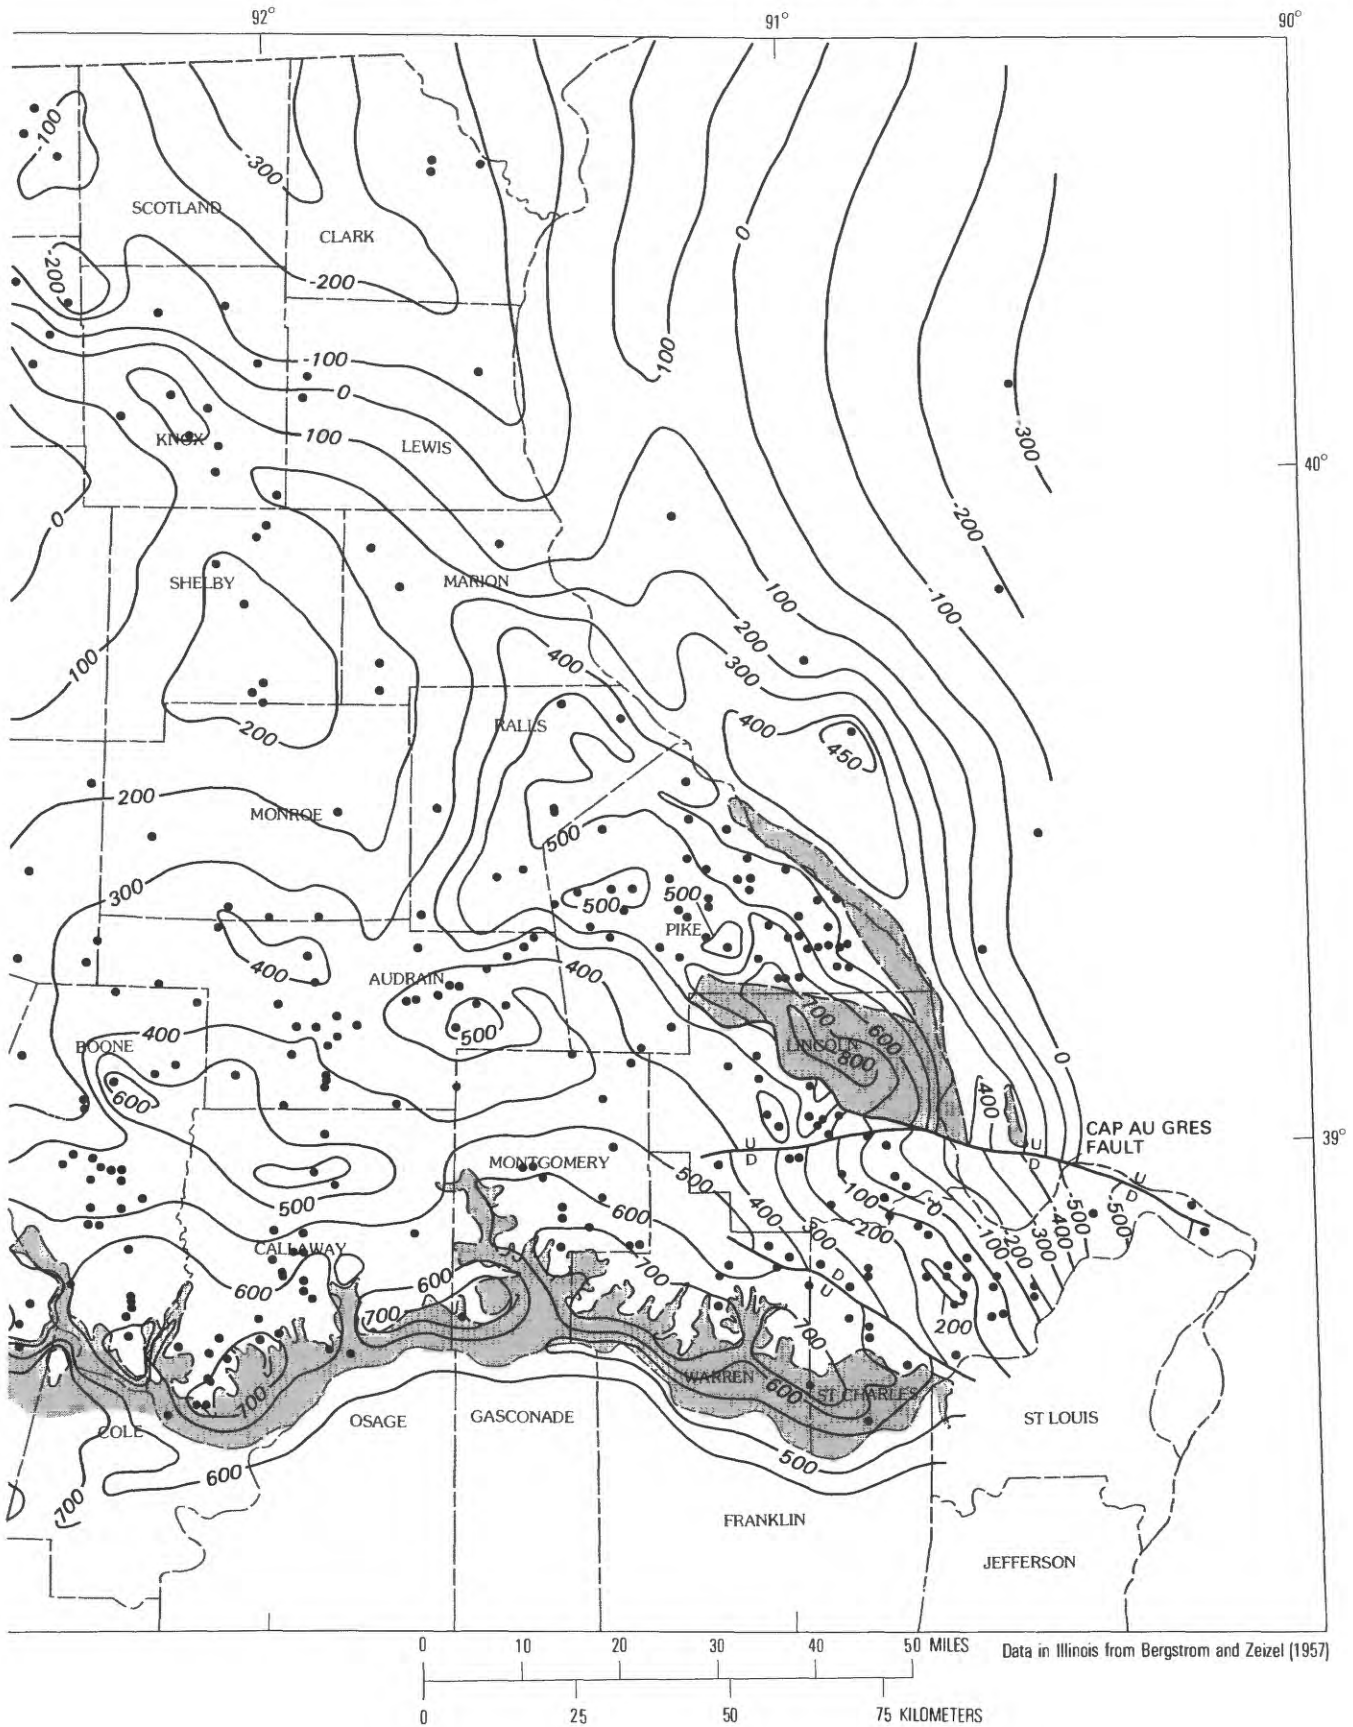 92°
91°
90°
-100
-300
SCOTLAND
CLARK
0
-200
-200
100
-100
0
-300
100
KNOX
LEWIS
40°
0
-200
SHELBY
MARION
100
-100
200
100
400
300
200
RALLS
400
450
200
MONROE
500
300
500
500
PIKE
400
AUDRAIN
400
700
500
600
400
BOONE
LINCOLN
800
0
600
400
CAP AU GRES
FAULT
39°
U
D
U
D
U
D
MONTGOMERY
500
500
100
0
-500
-500
600
400
-400
300
200
-100
-200
-300
CALLAWAY
600
600
700
D
U
700
U
700
200
WARREN
600
ST CHARLES
700
OSAGE
GASCONADE
ST LOUIS
COLE
500
600
700
FRANKLIN
JEFFERSON
0 10 20 30 40 50 MILES
Data in Illinois from Bergstrom and Zeizel (1957)
0 25 50 75 KILOMETERS